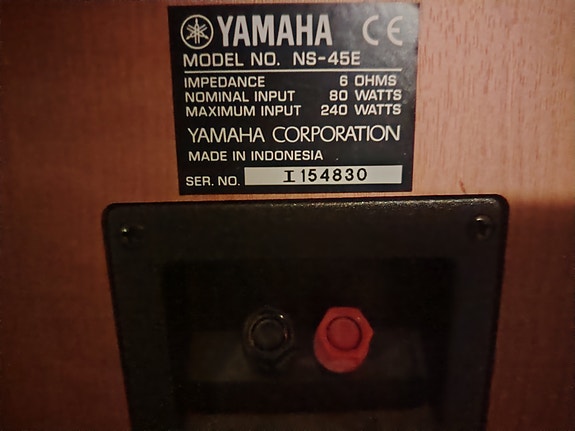 YAMAHA CE
MODEL NO. NS-45E
IMPEDANCE 6 OHMS
NOMINAL INPUT 80 WATTS
MAXIMUM INPUT 240 WATTS
YAMAHA CORPORATION
MADE IN INDONESIA
SER. NO. I154830